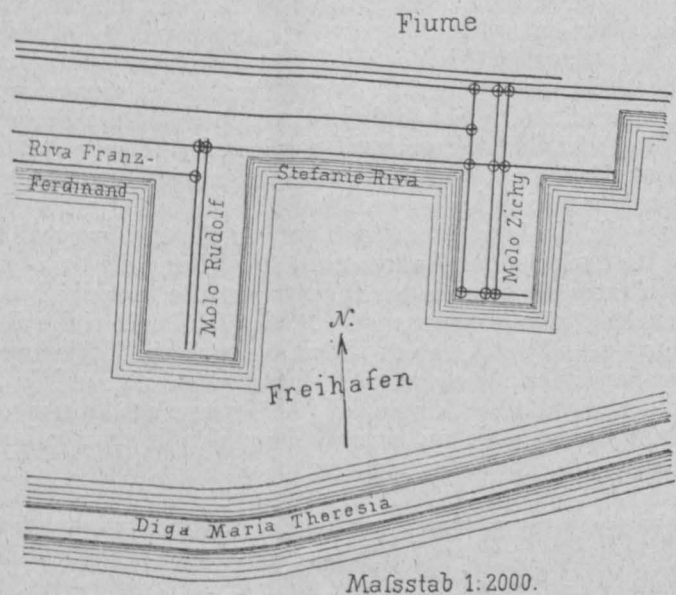 Fiume
Riva Franz-
Ferdinand
Stefanie Riva
Molo Rudolf
Molo Zichy
N.
Freihafen
Diga Maria Theresia
Maſsstab 1:2000.